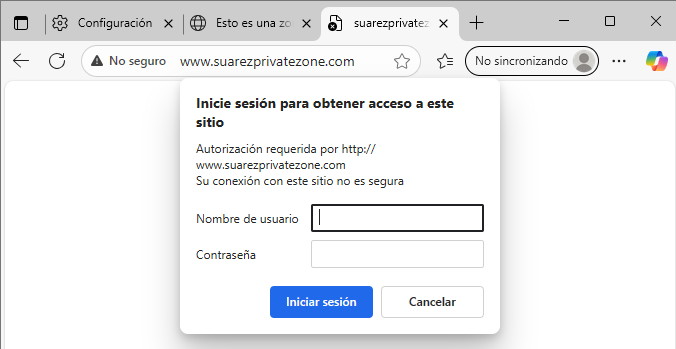 Configuración
Esto es una zo
suarezprivatez
No seguro
www.suarezprivatezone.com
No sincronizando
Inicie sesión para obtener acceso a este
sitio
Autorización requerida por http://
www.suarezprivatezone.com
Su conexión con este sitio no es segura
Nombre de usuario
Contraseña
Iniciar sesión
Cancelar